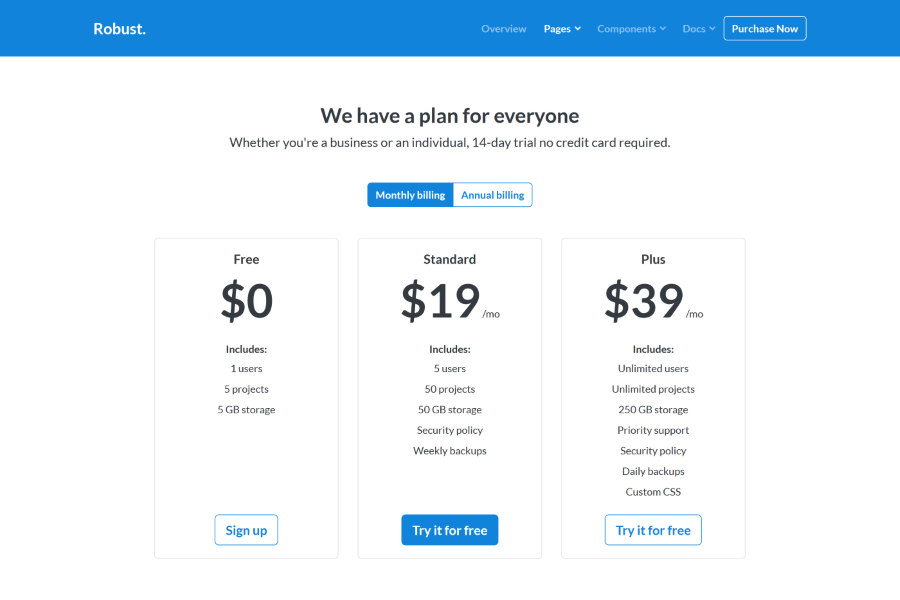 Robust.
Overview Pages Components Docs Purchase Now
We have a plan for everyone
Whether you're a business or an individual, 14-day trial no credit card required.
Monthly billing Annual billing
Free
$0
Includes:
1 users
5 projects
5 GB storage
Sign up
Standard
$19 /mo
Includes:
5 users
50 projects
50 GB storage
Security policy
Weekly backups
Try it for free
Plus
$39 /mo
Includes:
Unlimited users
Unlimited projects
250 GB storage
Priority support
Security policy
Daily backups
Custom CSS
Try it for free